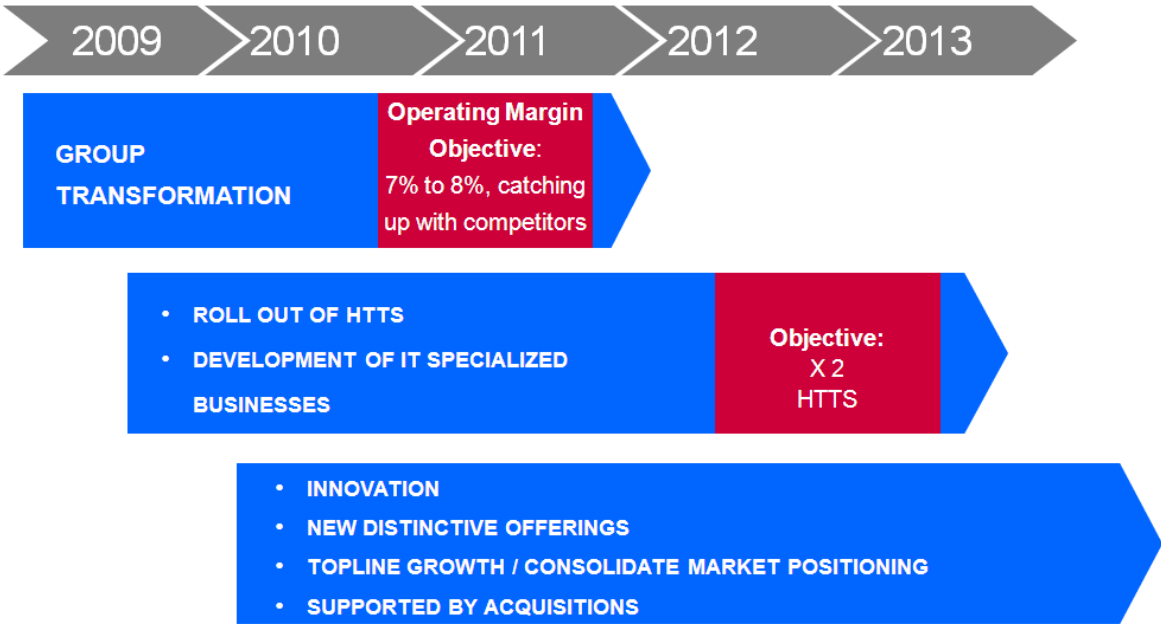 2009
2010
2011
2012
2013
GROUP
TRANSFORMATION
Operating Margin
Objective:
7% to 8%, catching
up with competitors
• ROLL OUT OF HTTS
• DEVELOPMENT OF IT SPECIALIZED
BUSINESSES
Objective:
X 2
HTTS
• INNOVATION
• NEW DISTINCTIVE OFFERINGS
• TOPLINE GROWTH / CONSOLIDATE MARKET POSITIONING
• SUPPORTED BY ACQUISITIONS